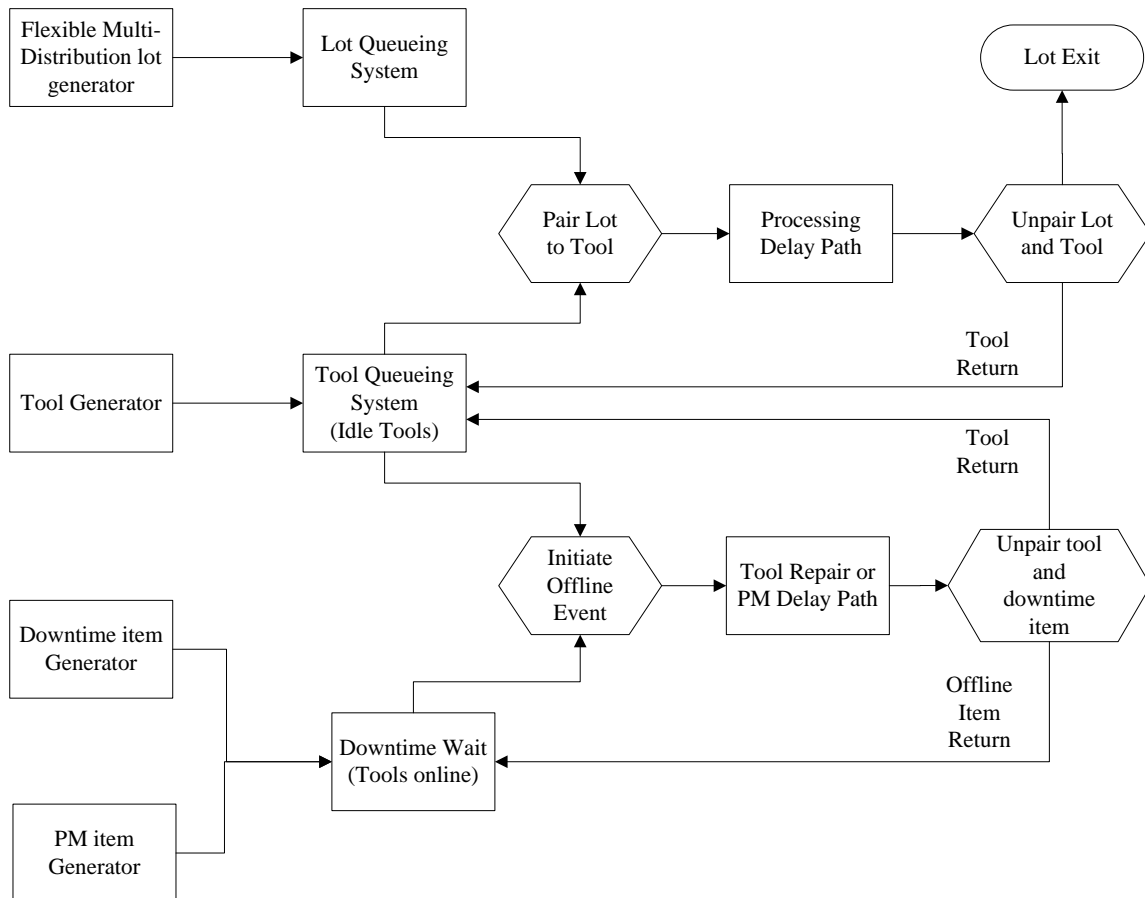 Flexible Multi-
Distribution lot
generator
Lot Queueing
System
Lot Exit
Pair Lot
to Tool
Processing
Delay Path
Unpair Lot
and Tool
Tool
Return
Tool Generator
Tool Queueing
System
(Idle Tools)
Tool
Return
Initiate
Offline
Event
Tool Repair or
PM Delay Path
Unpair tool
and
downtime
item
Downtime item
Generator
Offline
Item
Return
Downtime Wait
(Tools online)
PM item
Generator